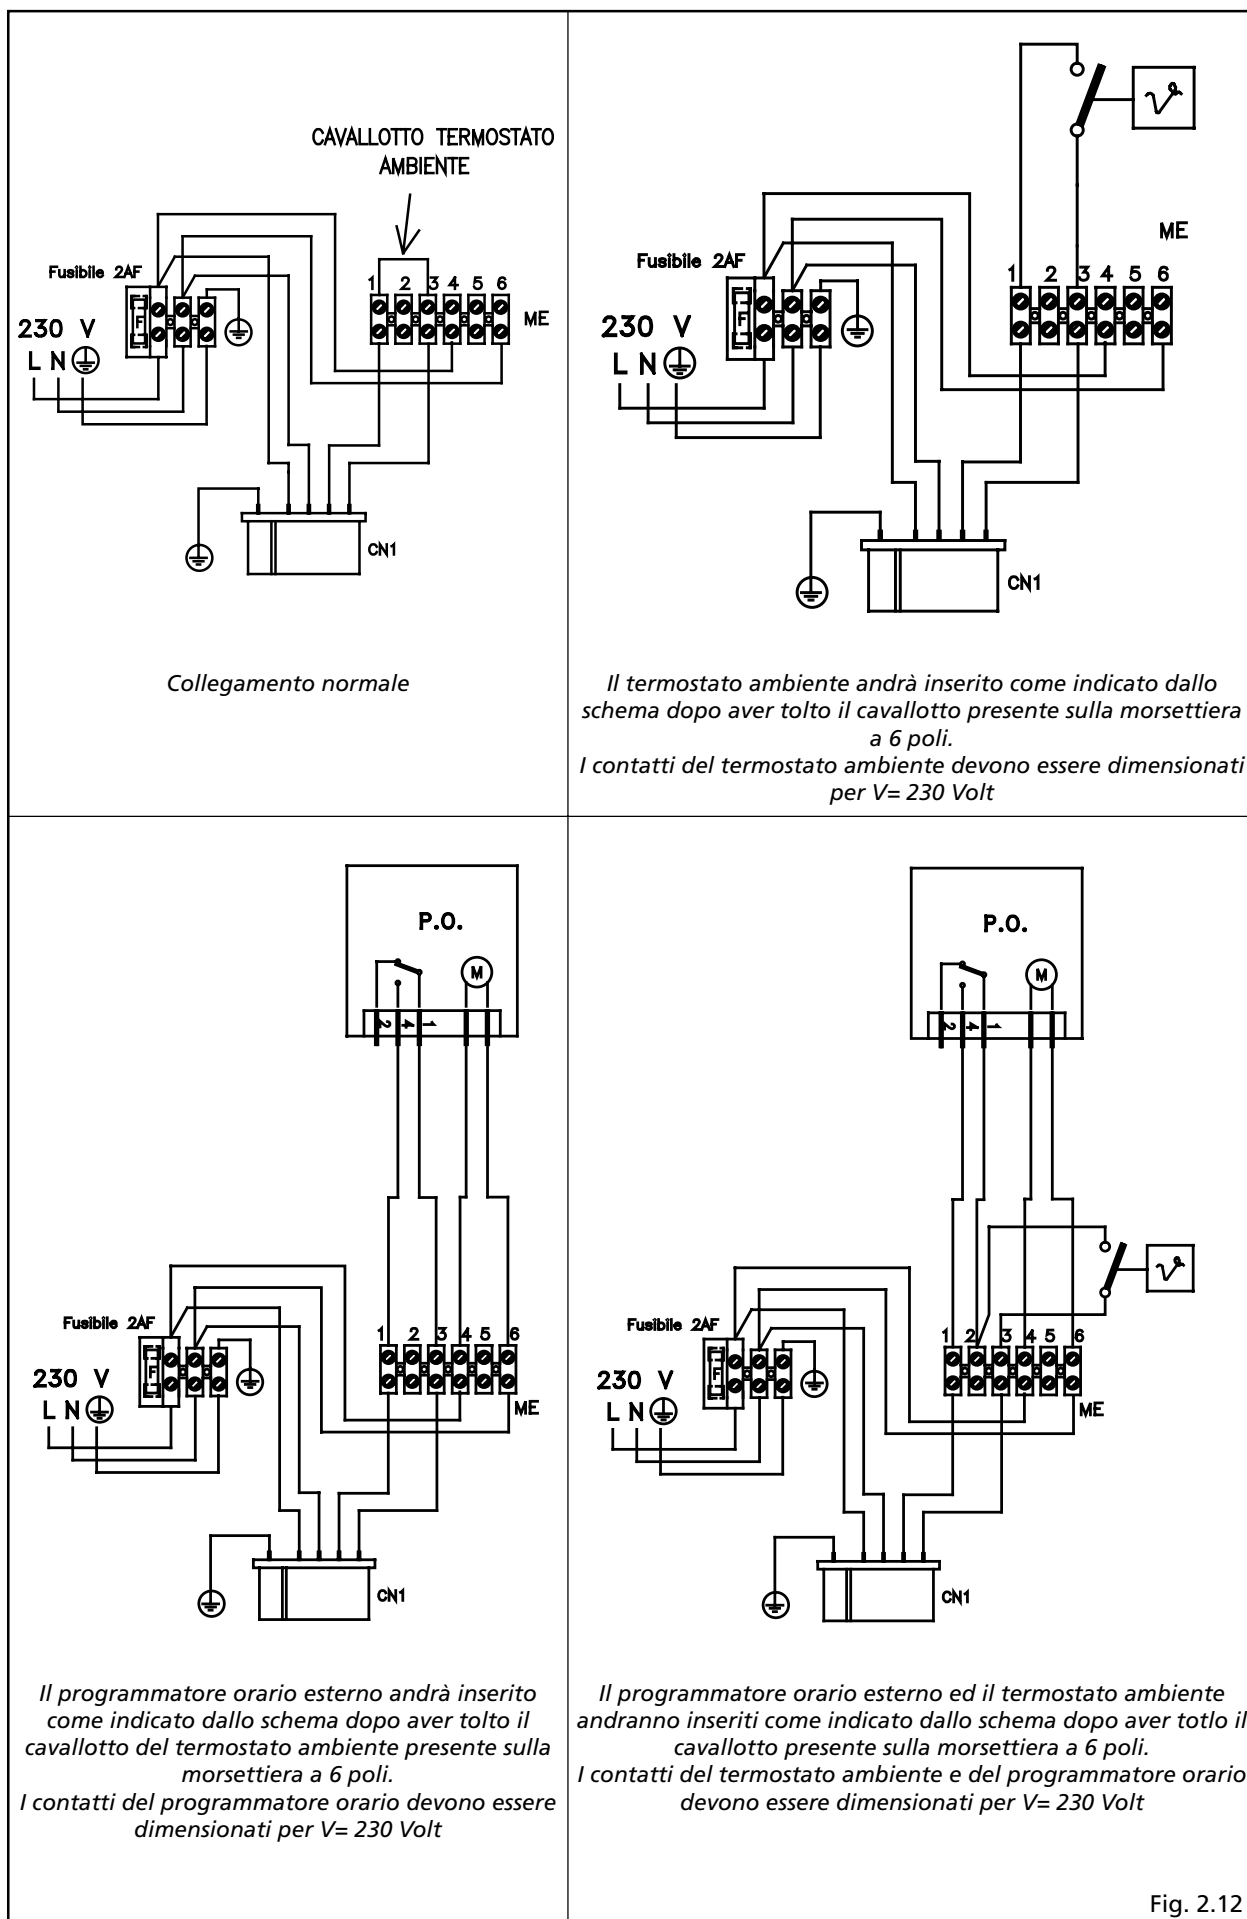 CAVALLOTTO TERMOSTATO
AMBIENTE
Fusibile 2AF
1 2 3 4 5 6
ME
F
230 V
L N
CN1
Collegamento normale
ME
Fusibile 2AF
1 2 3 4 5 6
F
230 V
L N
CN1
Il termostato ambiente andrà inserito come indicato dallo
schema dopo aver tolto il cavallotto presente sulla morsettiera
a 6 poli.
I contatti del termostato ambiente devono essere dimensionati
per V= 230 Volt
P.O.
M
2 4 1
Fusibile 2AF
1 2 3 4 5 6
F
230 V
L N
ME
CN1
Il programmatore orario esterno andrà inserito
come indicato dallo schema dopo aver tolto il
cavallotto del termostato ambiente presente sulla
morsettiera a 6 poli.
I contatti del programmatore orario devono essere
dimensionati per V= 230 Volt
P.O.
M
2 4 1
Fusibile 2AF
1 2 3 4 5 6
F
230 V
L N
ME
CN1
Il programmatore orario esterno ed il termostato ambiente
andranno inseriti come indicato dallo schema dopo aver totlo il
cavallotto presente sulla morsettiera a 6 poli.
I contatti del termostato ambiente e del programmatore orario
devono essere dimensionati per V= 230 Volt
Fig. 2.12